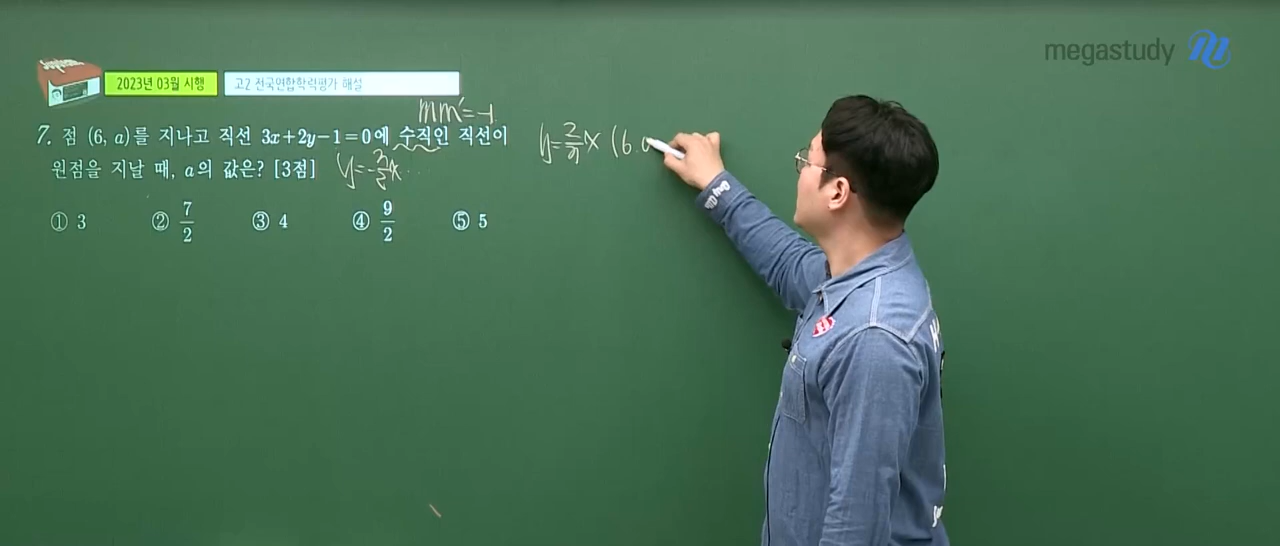 megastudy
2023년 03월 시행
고2 전국연합학력평가 해설
mm'=-1
7. 점 (6, a)를 지나고 직선 3x+2y-1=0에 수직인 직선이
원점을 지날 때, a의 값은? [3점]
y=-3/2x...
y=2/3x (6. a
① 3 ② 7/2 ③ 4 ④ 9/2 ⑤ 5